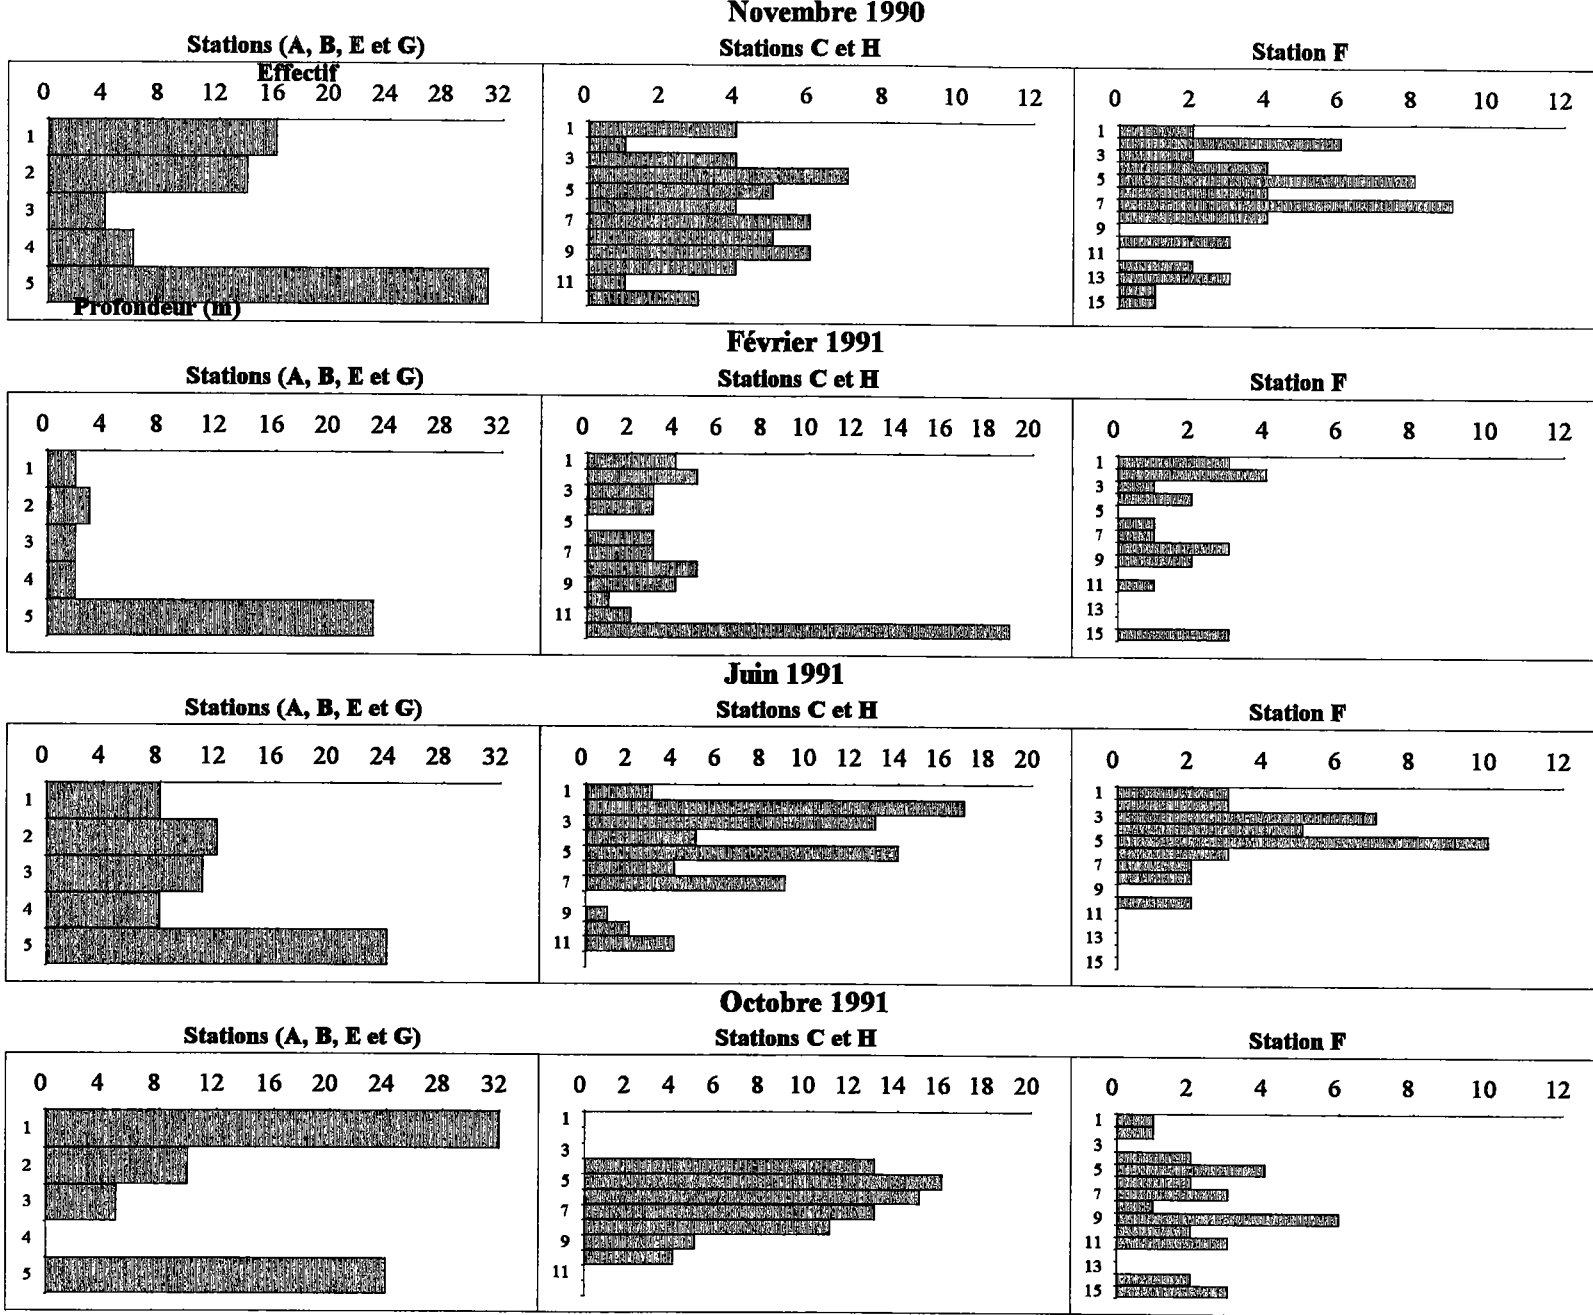 Novembre 1990
Stations (A, B, E et G)
Stations C et H
Station F
Effectif
0 4 8 12 16 20 24 28 32
0 2 4 6 8 10 12
0 2 4 6 8 10 12
1
2
3
4
5
Profondeur (m)
1
3
5
7
9
11
1
3
5
7
9
11
13
15
Février 1991
Stations (A, B, E et G)
Stations C et H
Station F
0 4 8 12 16 20 24 28 32
0 2 4 6 8 10 12 14 16 18 20
0 2 4 6 8 10 12
1
2
3
4
5
1
3
5
7
9
11
1
3
5
7
9
11
13
15
Juin 1991
Stations (A, B, E et G)
Stations C et H
Station F
0 4 8 12 16 20 24 28 32
0 2 4 6 8 10 12 14 16 18 20
0 2 4 6 8 10 12
1
2
3
4
5
1
3
5
7
9
11
1
3
5
7
9
11
13
15
Octobre 1991
Stations (A, B, E et G)
Stations C et H
Station F
0 4 8 12 16 20 24 28 32
0 2 4 6 8 10 12 14 16 18 20
0 2 4 6 8 10 12
1
2
3
4
5
1
3
5
7
9
11
1
3
5
7
9
11
13
15